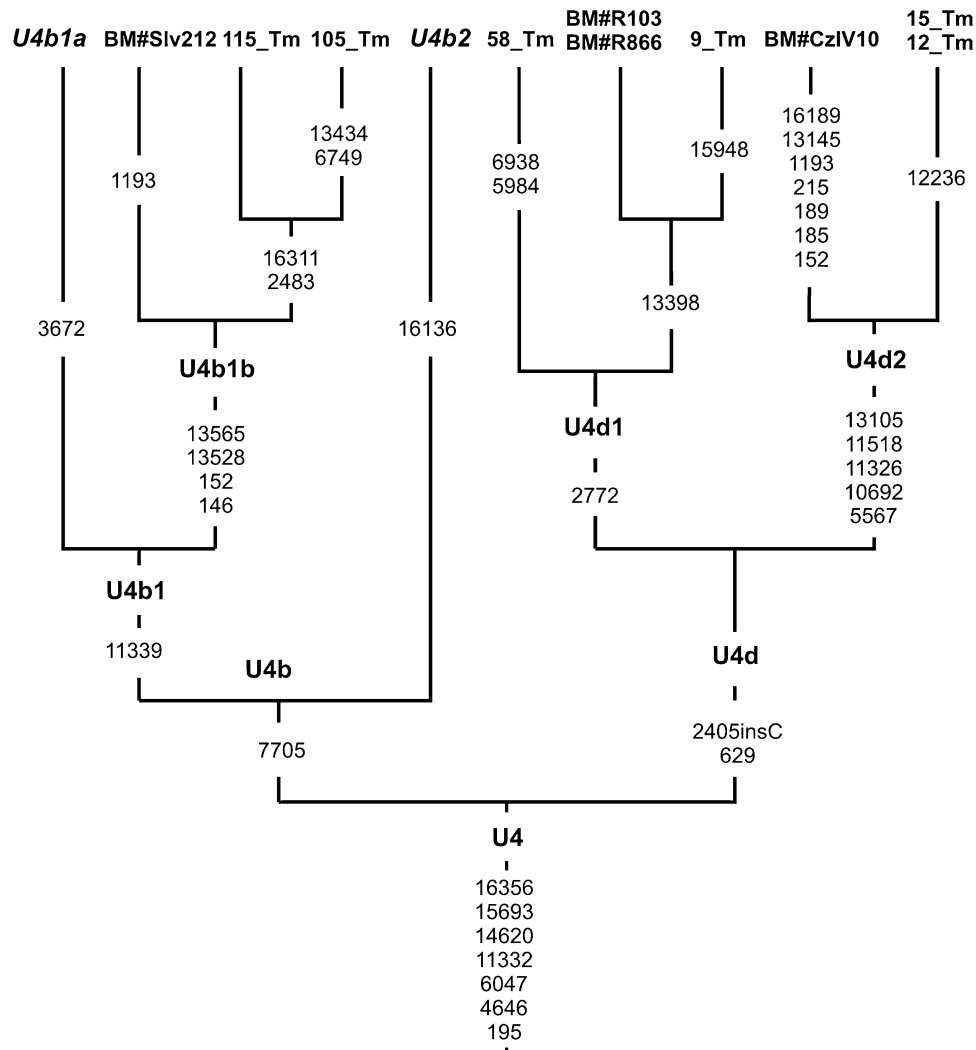 U4b1a
BM#Slv212
115_Tm
105_Tm
U4b2
58_Tm
BM#R103
BM#R866
9_Tm
BM#CzIV10
15_Tm
12_Tm
1193
13434
6749
16311
2483
3672
U4b1b
13565
13528
152
146
U4b1
11339
16136
U4b
7705
6938
5984
15948
13398
U4d1
2772
16189
13145
1193
215
189
185
152
12236
U4d2
13105
11518
11326
10692
5567
U4d
2405insC
629
U4
16356
15693
14620
11332
6047
4646
195